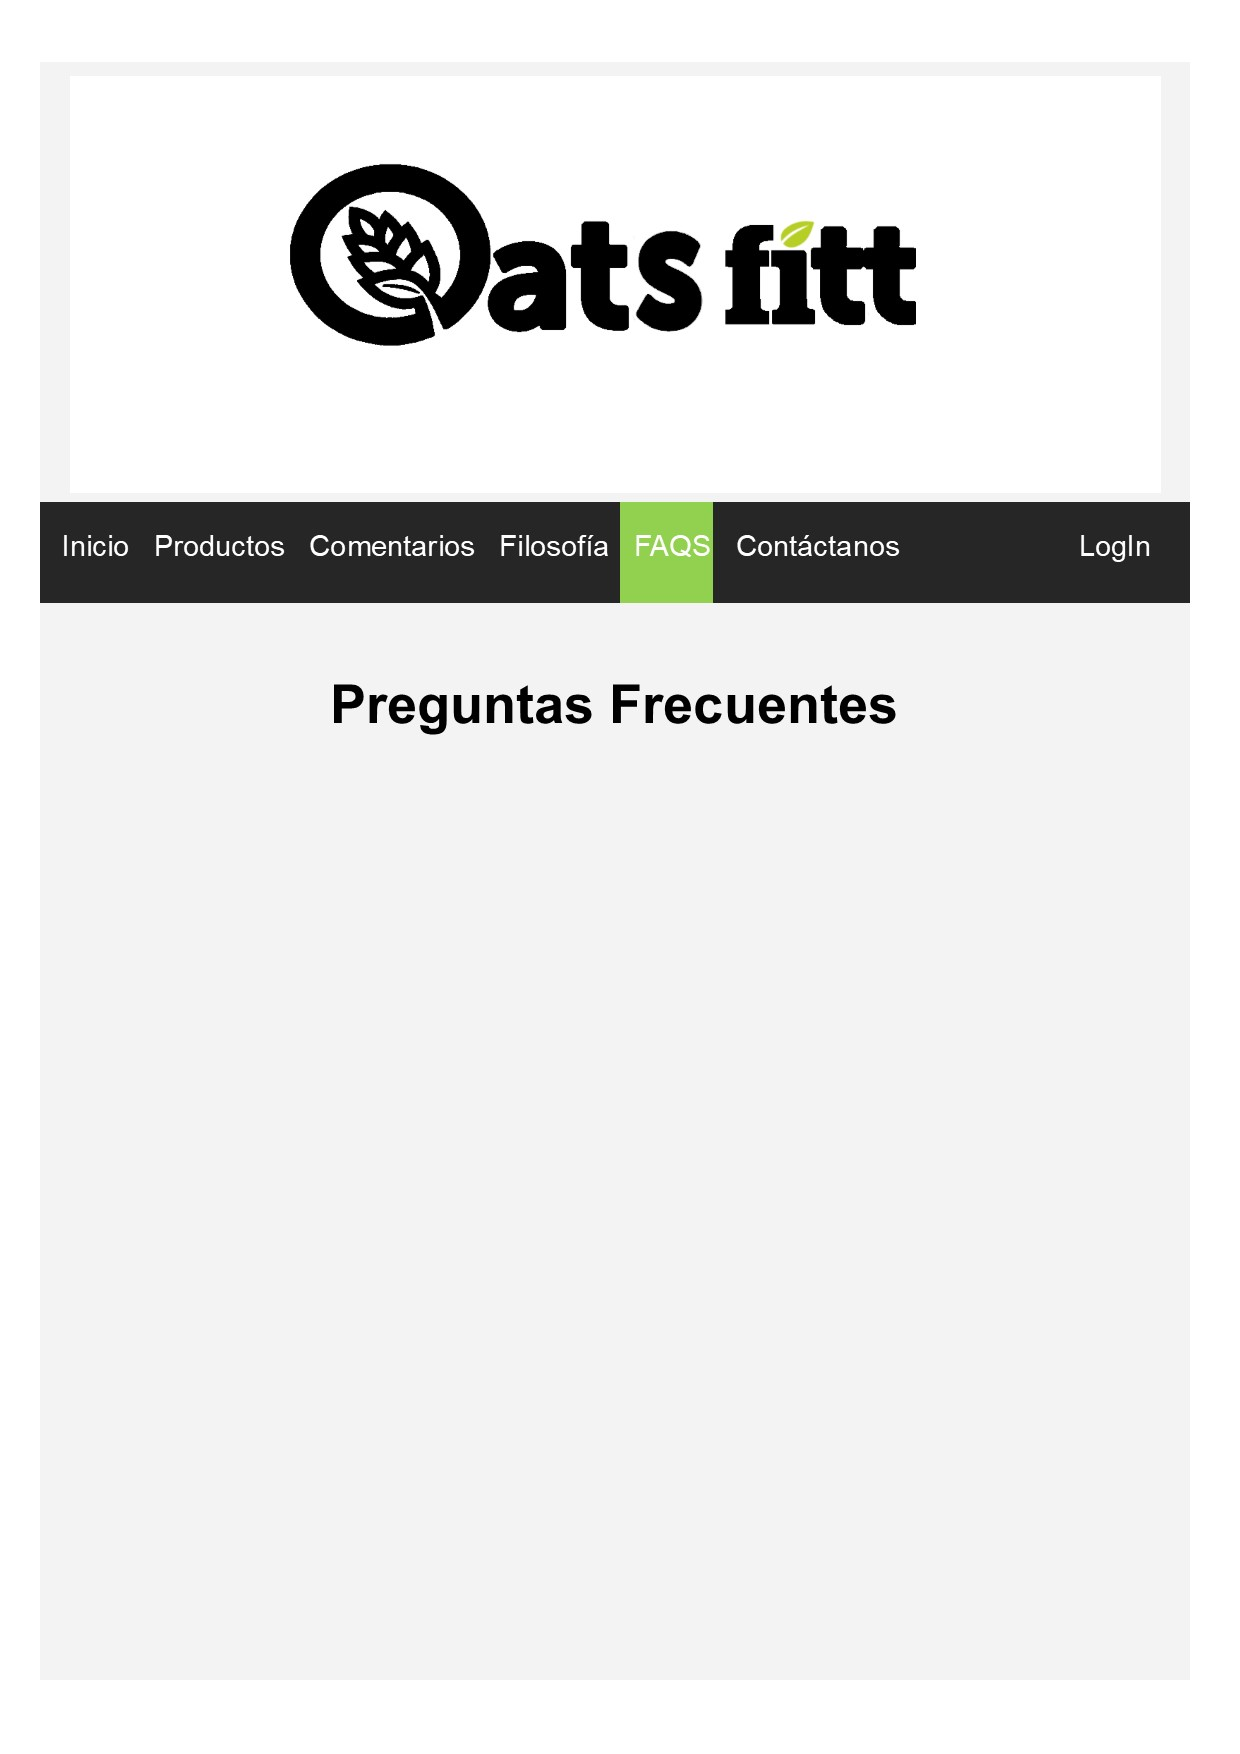 Oats fitt
Inicio Productos Comentarios Filosofía FAQS Contáctanos LogIn
Preguntas Frecuentes